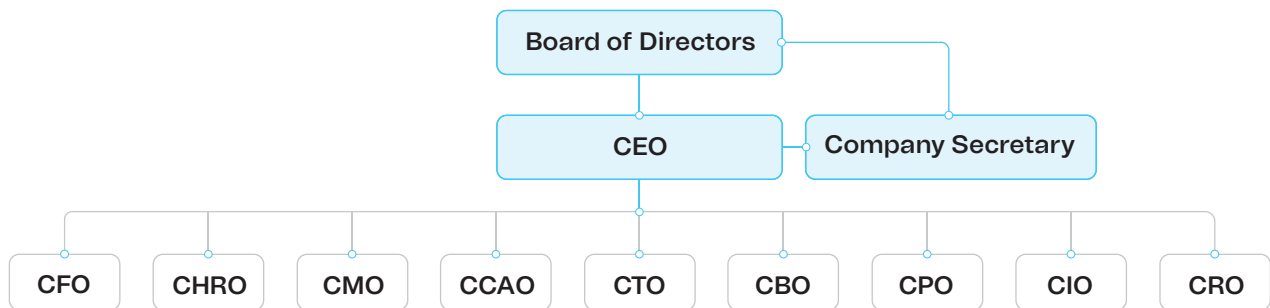 Board of Directors
CEO
Company Secretary
CFO
CHRO
CMO
CCAO
CTO
CBO
CPO
CIO
CRO